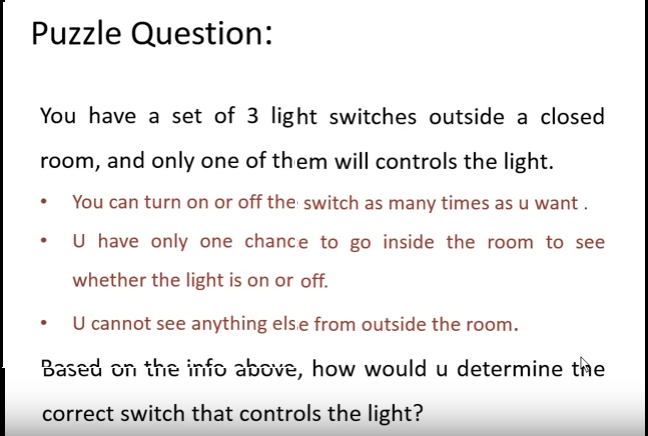 Puzzle Question:
You have a set of 3 light switches outside a closed
room, and only one of them will controls the light.
• You can turn on or off the switch as many times as u want .
• U have only one chance to go inside the room to see
whether the light is on or off.
• U cannot see anything else from outside the room.
Based on the info above, how would u determine the
correct switch that controls the light?